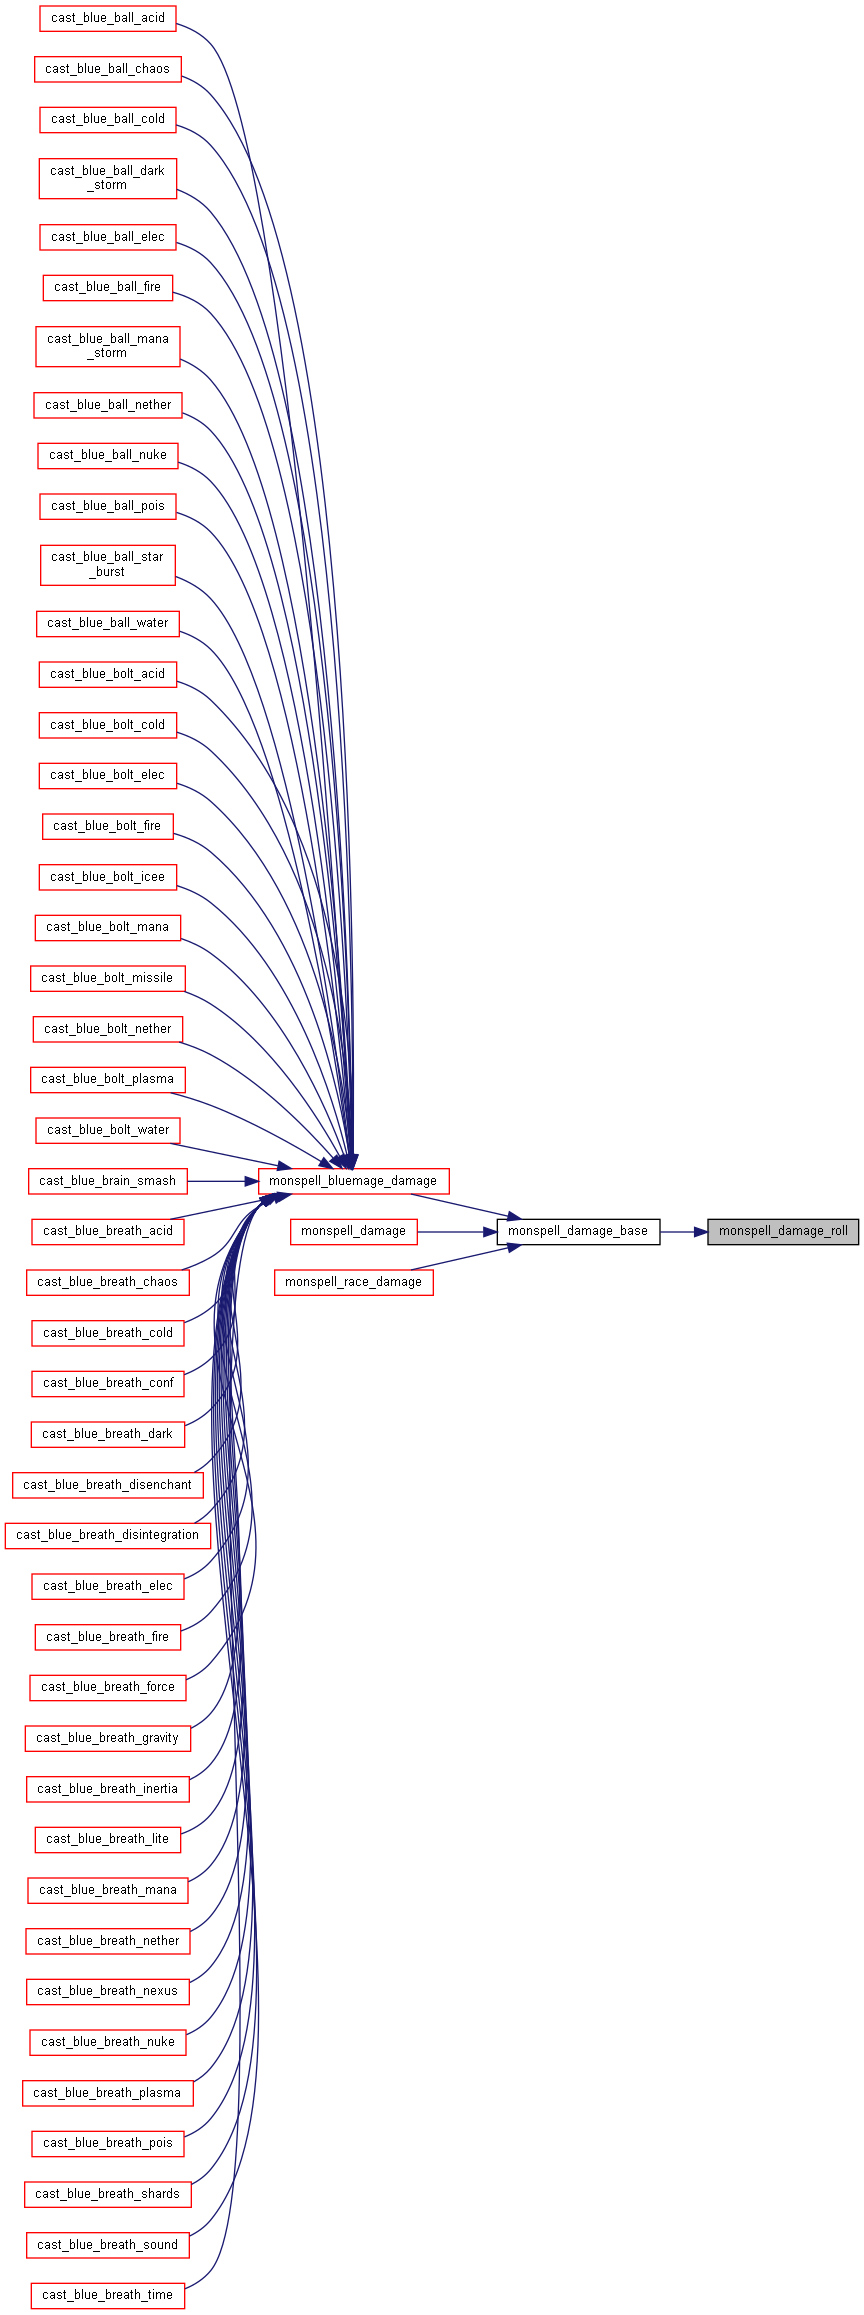 cast_blue_ball_acid
cast_blue_ball_chaos
cast_blue_ball_cold
cast_blue_ball_dark
_storm
cast_blue_ball_elec
cast_blue_ball_fire
cast_blue_ball_mana
_storm
cast_blue_ball_nether
cast_blue_ball_nuke
cast_blue_ball_pois
cast_blue_ball_star
_burst
cast_blue_ball_water
cast_blue_bolt_acid
cast_blue_bolt_cold
cast_blue_bolt_elec
cast_blue_bolt_fire
cast_blue_bolt_icee
cast_blue_bolt_mana
cast_blue_bolt_missile
cast_blue_bolt_nether
cast_blue_bolt_plasma
cast_blue_bolt_water
cast_blue_brain_smash
monspell_bluemage_damage
cast_blue_breath_acid
monspell_damage
monspell_damage_base
monspell_damage_roll
cast_blue_breath_chaos
monspell_race_damage
cast_blue_breath_cold
cast_blue_breath_conf
cast_blue_breath_dark
cast_blue_breath_disenchant
cast_blue_breath_disintegration
cast_blue_breath_elec
cast_blue_breath_fire
cast_blue_breath_force
cast_blue_breath_gravity
cast_blue_breath_inertia
cast_blue_breath_lite
cast_blue_breath_mana
cast_blue_breath_nether
cast_blue_breath_nexus
cast_blue_breath_nuke
cast_blue_breath_plasma
cast_blue_breath_pois
cast_blue_breath_shards
cast_blue_breath_sound
cast_blue_breath_time